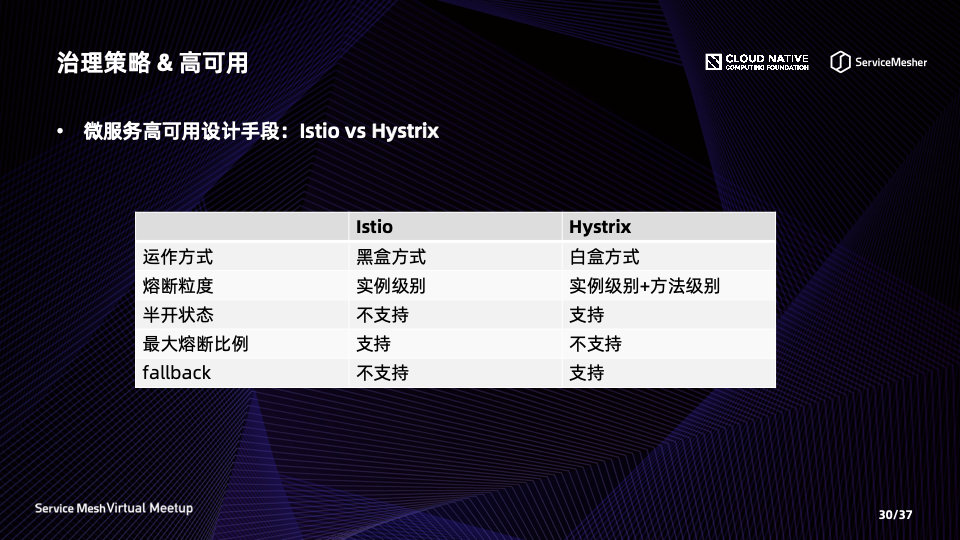 治理策略 & 高可用
CLOUD NATIVE
COMPUTING FOUNDATION
ServiceMesher
• 微服务高可用设计手段：Istio vs Hystrix
Istio Hystrix
运作方式 黑盒方式 白盒方式
熔断粒度 实例级别 实例级别+方法级别
半开状态 不支持 支持
最大熔断比例 支持 不支持
fallback 不支持 支持
Service Mesh Virtual Meetup
30/37